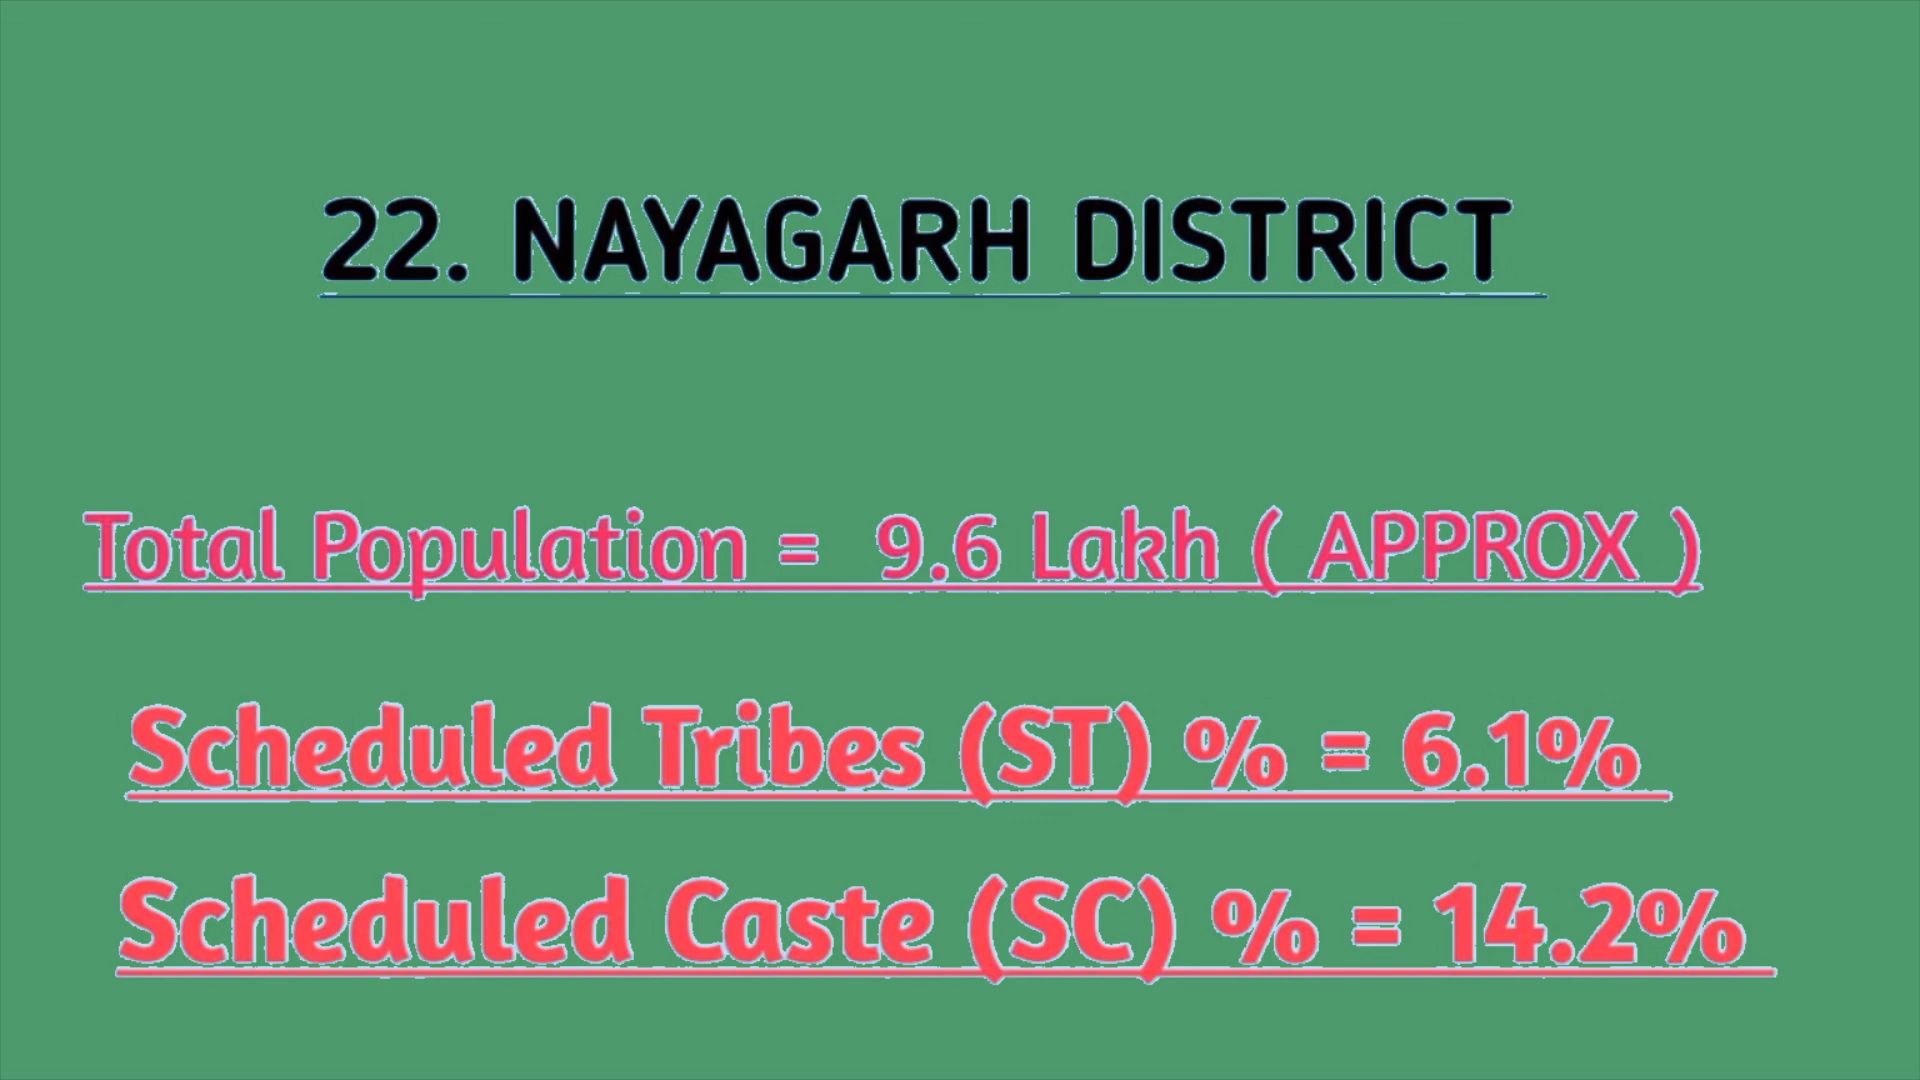 22. NAYAGARH DISTRICT
Total Population = 9.6 Lakh ( APPROX )
Scheduled Tribes (ST) % = 6.1%
Scheduled Caste (SC) % = 14.2%